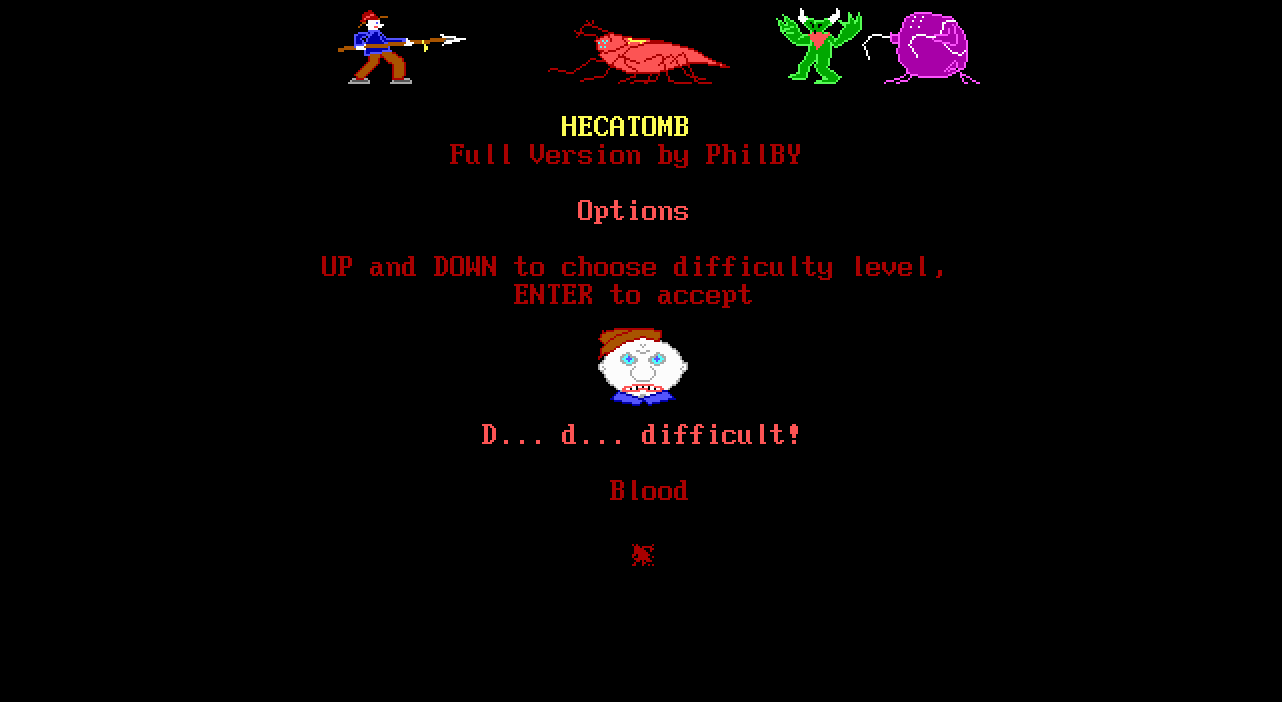 HECATOMB
Full Version by PhilBY
Options
UP and DOWN to choose difficulty level,
ENTER to accept
D... d... difficult!
Blood